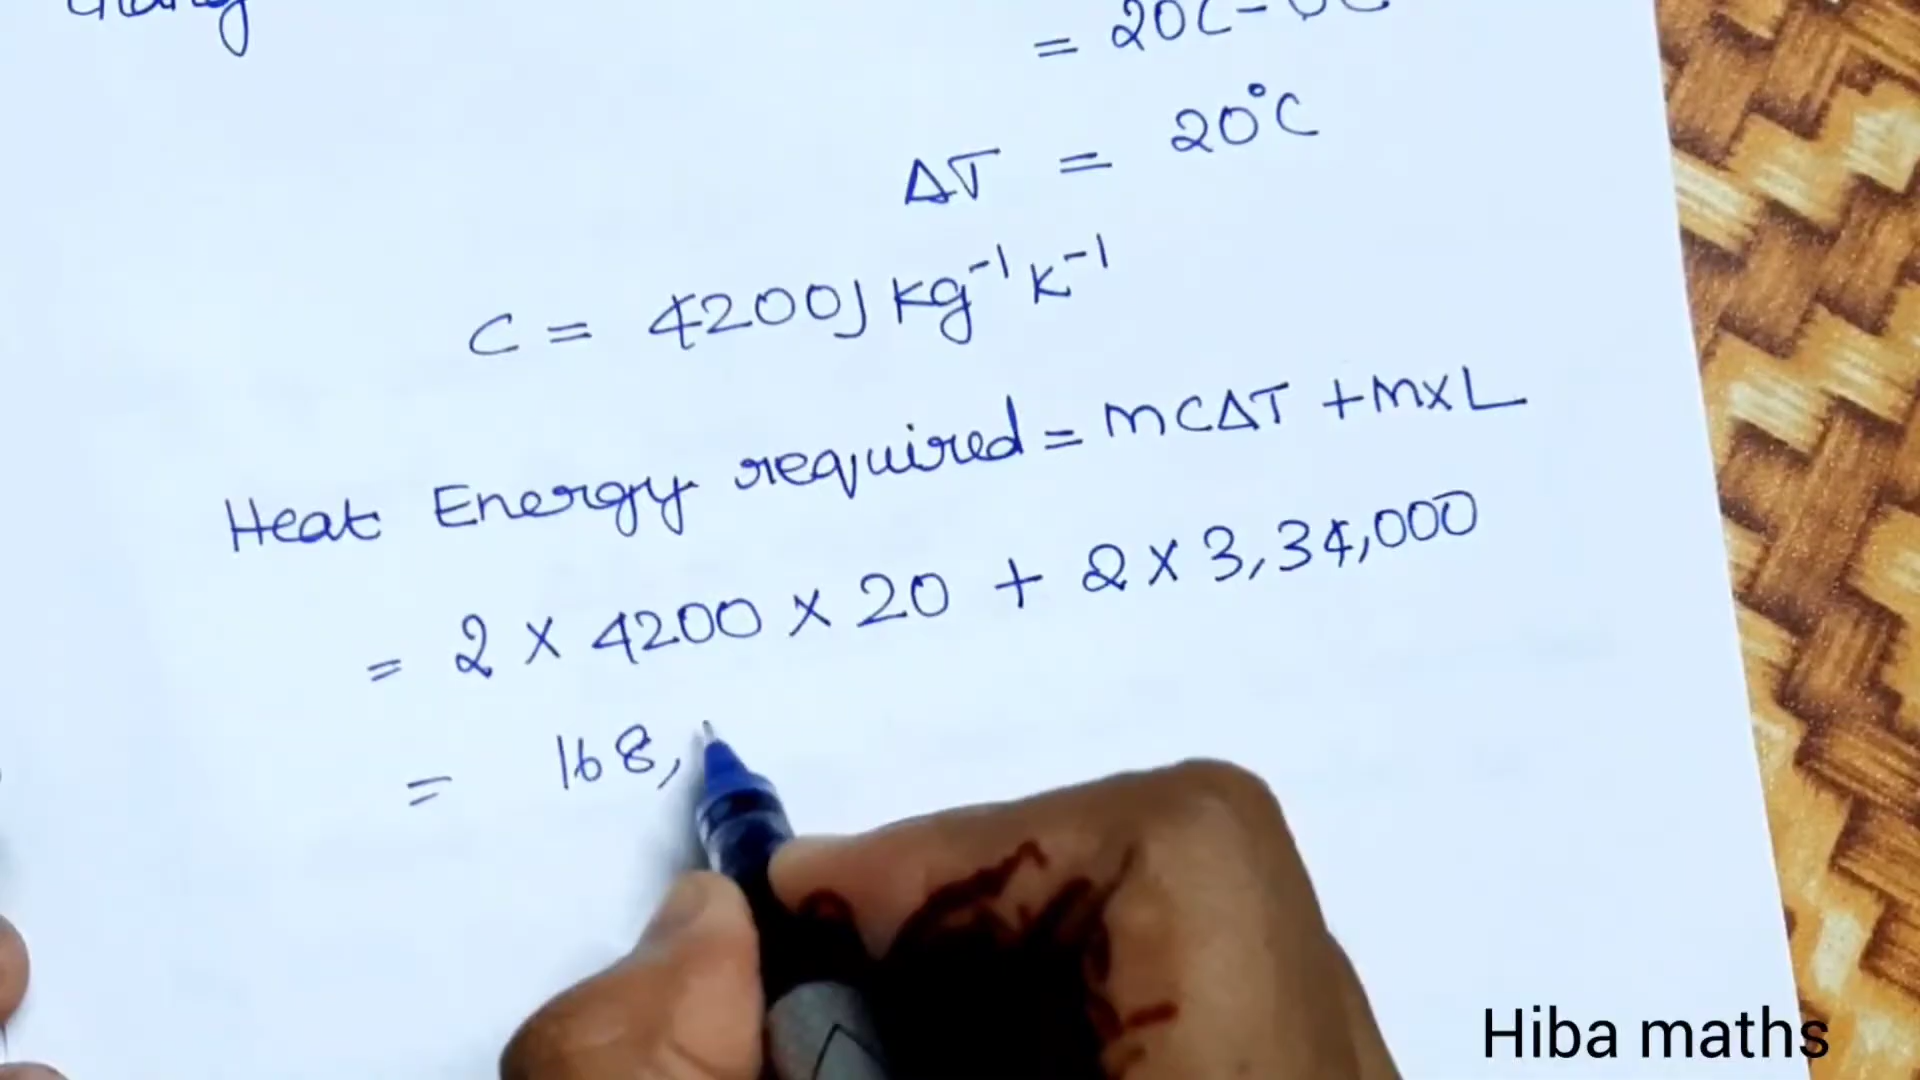 = 20C-0C
ΔT = 20°C
C = 4200J kg⁻¹ K⁻¹
Heat Energy required = mCΔT + m×L
= 2 × 4200 × 20 + 2 × 3,34,000
= 168,
Hiba maths